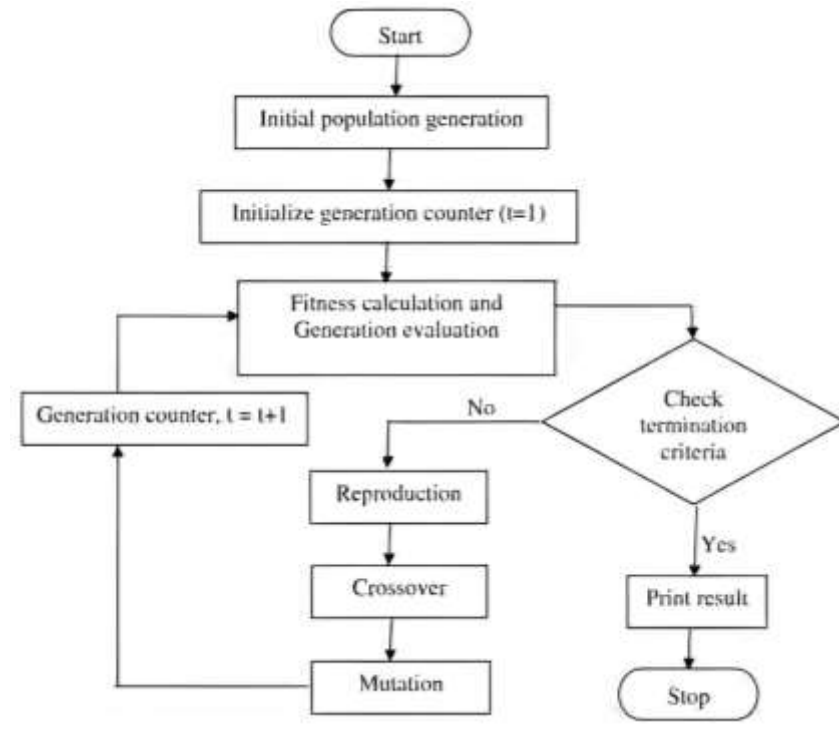 Start
Initial population generation
Initialize generation counter (t=1)
Fitness calculation and
Generation evaluation
Generation counter, t = t+1
No
Check
termination
criteria
Reproduction
Yes
Crossover
Print result
Mutation
Stop